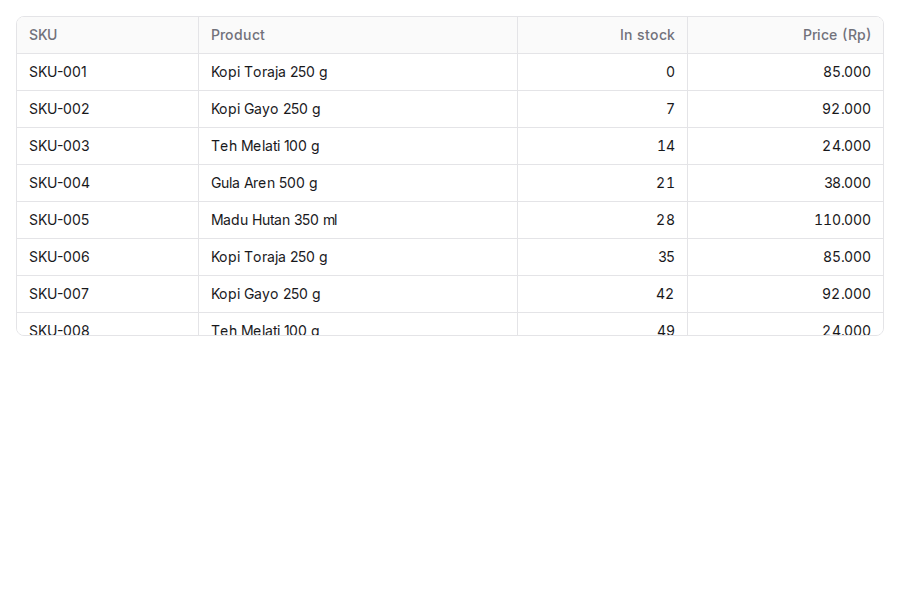 SKU Product In stock Price (Rp)
SKU-001 Kopi Toraja 250 g 0 85.000
SKU-002 Kopi Gayo 250 g 7 92.000
SKU-003 Teh Melati 100 g 14 24.000
SKU-004 Gula Aren 500 g 21 38.000
SKU-005 Madu Hutan 350 ml 28 110.000
SKU-006 Kopi Toraja 250 g 35 85.000
SKU-007 Kopi Gayo 250 g 42 92.000
SKU-008 Teh Melati 100 g 49 24.000